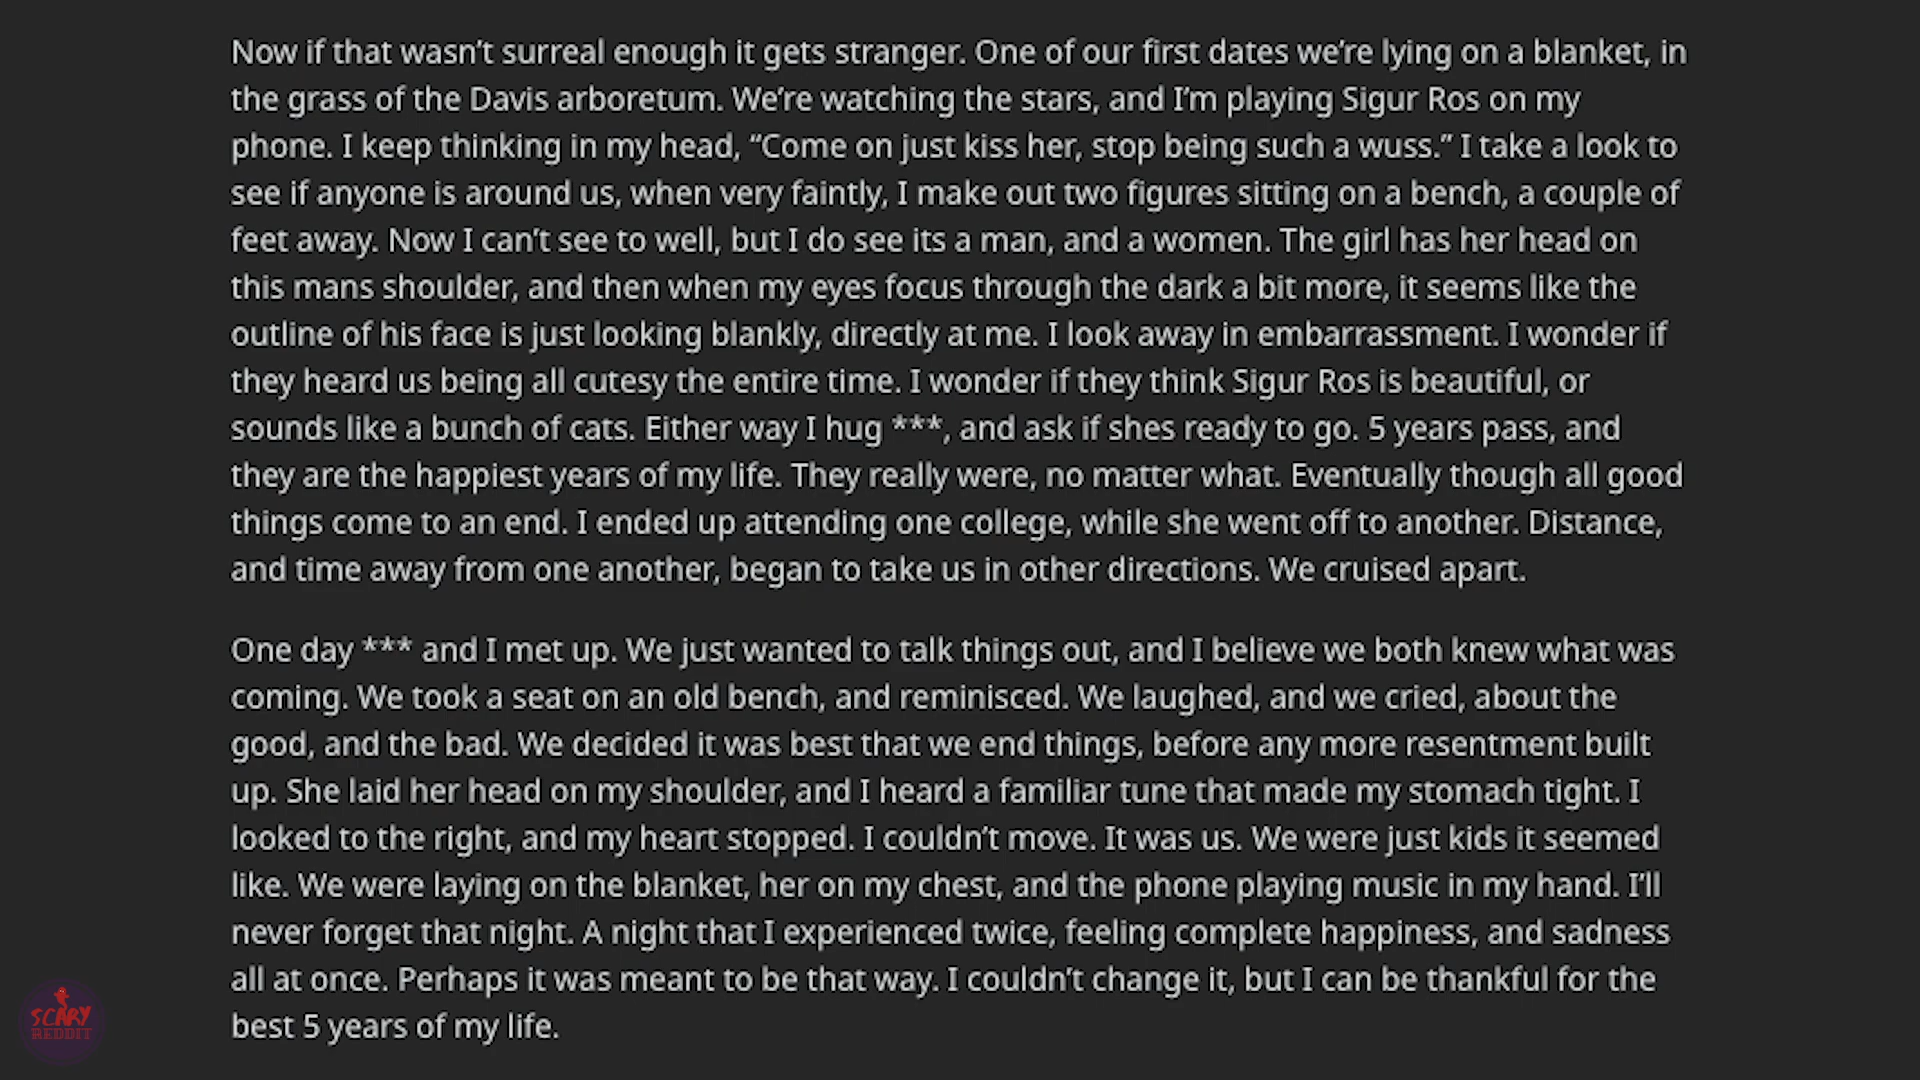 Now if that wasn’t surreal enough it gets stranger. One of our first dates we’re lying on a blanket, in
the grass of the Davis arboretum. We’re watching the stars, and I’m playing Sigur Ros on my
phone. I keep thinking in my head, “Come on just kiss her, stop being such a wuss.” I take a look to
see if anyone is around us, when very faintly, I make out two figures sitting on a bench, a couple of
feet away. Now I can’t see to well, but I do see its a man, and a women. The girl has her head on
this mans shoulder, and then when my eyes focus through the dark a bit more, it seems like the
outline of his face is just looking blankly, directly at me. I look away in embarrassment. I wonder if
they heard us being all cutesy the entire time. I wonder if they think Sigur Ros is beautiful, or
sounds like a bunch of cats. Either way I hug ***, and ask if shes ready to go. 5 years pass, and
they are the happiest years of my life. They really were, no matter what. Eventually though all good
things come to an end. I ended up attending one college, while she went off to another. Distance,
and time away from one another, began to take us in other directions. We cruised apart.
One day *** and I met up. We just wanted to talk things out, and I believe we both knew what was
coming. We took a seat on an old bench, and reminisced. We laughed, and we cried, about the
good, and the bad. We decided it was best that we end things, before any more resentment built
up. She laid her head on my shoulder, and I heard a familiar tune that made my stomach tight. I
looked to the right, and my heart stopped. I couldn’t move. It was us. We were just kids it seemed
like. We were laying on the blanket, her on my chest, and the phone playing music in my hand. I’ll
never forget that night. A night that I experienced twice, feeling complete happiness, and sadness
all at once. Perhaps it was meant to be that way. I couldn’t change it, but I can be thankful for the
best 5 years of my life.
SCARY
REDDIT